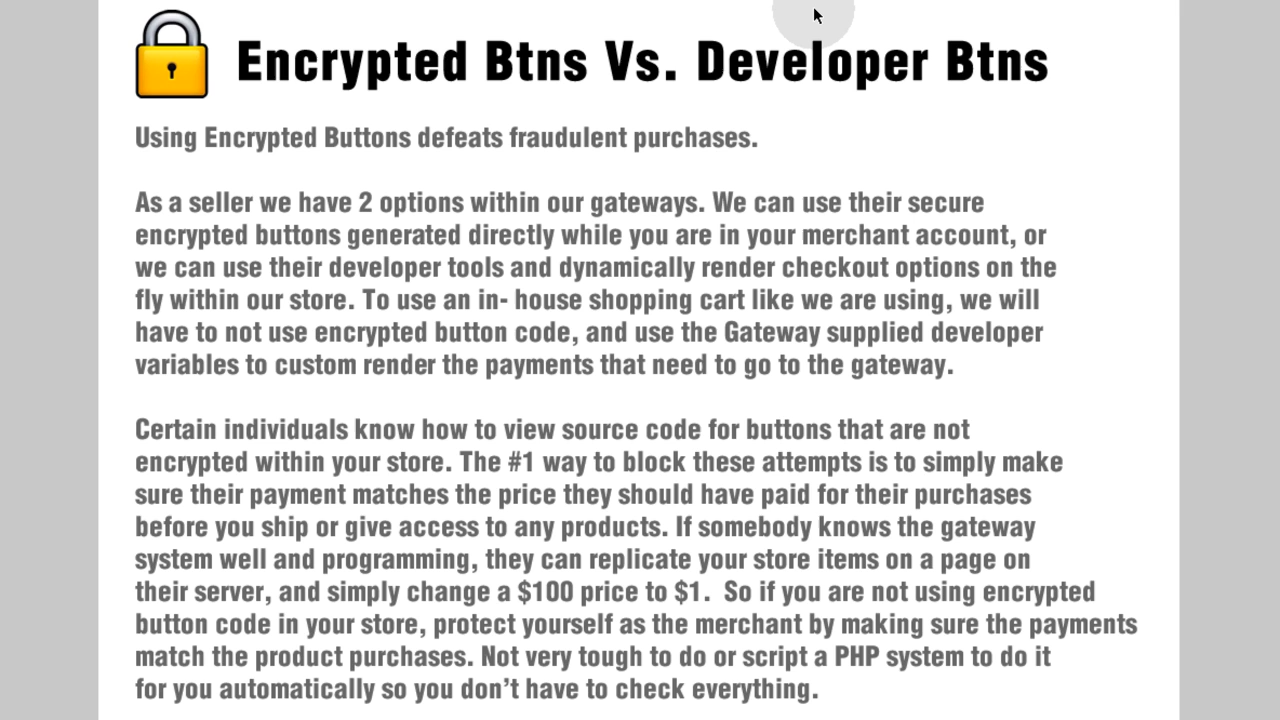 Encrypted Btns Vs. Developer Btns
Using Encrypted Buttons defeats fraudulent purchases.
As a seller we have 2 options within our gateways. We can use their secure
encrypted buttons generated directly while you are in your merchant account, or
we can use their developer tools and dynamically render checkout options on the
fly within our store. To use an in- house shopping cart like we are using, we will
have to not use encrypted button code, and use the Gateway supplied developer
variables to custom render the payments that need to go to the gateway.
Certain individuals know how to view source code for buttons that are not
encrypted within your store. The #1 way to block these attempts is to simply make
sure their payment matches the price they should have paid for their purchases
before you ship or give access to any products. If somebody knows the gateway
system well and programming, they can replicate your store items on a page on
their server, and simply change a $100 price to $1.  So if you are not using encrypted
button code in your store, protect yourself as the merchant by making sure the payments
match the product purchases. Not very tough to do or script a PHP system to do it
for you automatically so you don’t have to check everything.